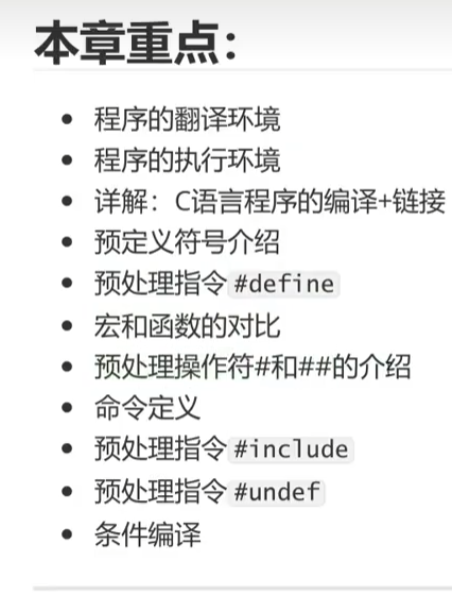 本章重点：
程序的翻译环境
程序的执行环境
详解：C语言程序的编译+链接
预定义符号介绍
预处理指令 #define
宏和函数的对比
预处理操作符#和##的介绍
命令定义
预处理指令 #include
预处理指令 #undef
条件编译